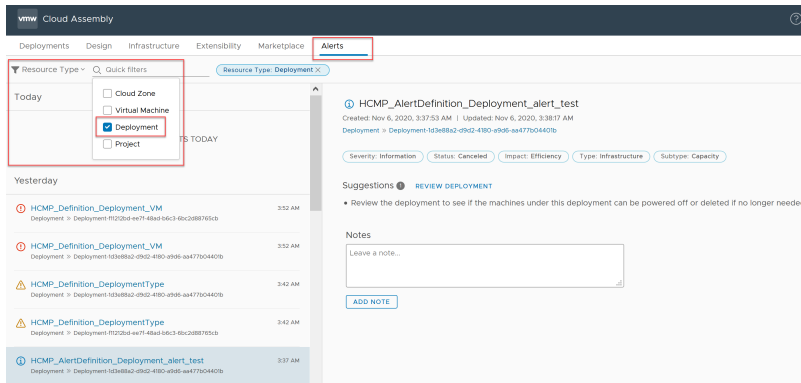 vmw Cloud Assembly
Deployments Design Infrastructure Extensibility Marketplace Alerts
Resource Type Quick filters Resource Type: Deployment ×
Today
Cloud Zone
Virtual Machine
Deployment
Project
TS TODAY
Yesterday
HCMP_Definition_Deployment_VM 3:52 AM
Deployment » Deployment-f11212bd-ee7f-48ad-b6c3-6bc2d88765cb
HCMP_Definition_Deployment_VM 3:52 AM
Deployment » Deployment-1d3e88a2-d9d2-4180-a9d6-aa477b04401b
HCMP_Definition_DeploymentType 3:42 AM
Deployment » Deployment-1d3e88a2-d9d2-4180-a9d6-aa477b04401b
HCMP_Definition_DeploymentType 3:42 AM
Deployment » Deployment-f11212bd-ee7f-48ad-b6c3-6bc2d88765cb
HCMP_AlertDefinition_Deployment_alert_test 3:37 AM
Deployment » Deployment-1d3e88a2-d9d2-4180-a9d6-aa477b04401b
HCMP_AlertDefinition_Deployment_alert_test
Created: Nov 6, 2020, 3:37:53 AM | Updated: Nov 6, 2020, 3:38:17 AM
Deployment » Deployment-1d3e88a2-d9d2-4180-a9d6-aa477b04401b
Severity: Information Status: Canceled Impact: Efficiency Type: Infrastructure Subtype: Capacity
Suggestions REVIEW DEPLOYMENT
• Review the deployment to see if the machines under this deployment can be powered off or deleted if no longer neede
Notes
Leave a note...
ADD NOTE